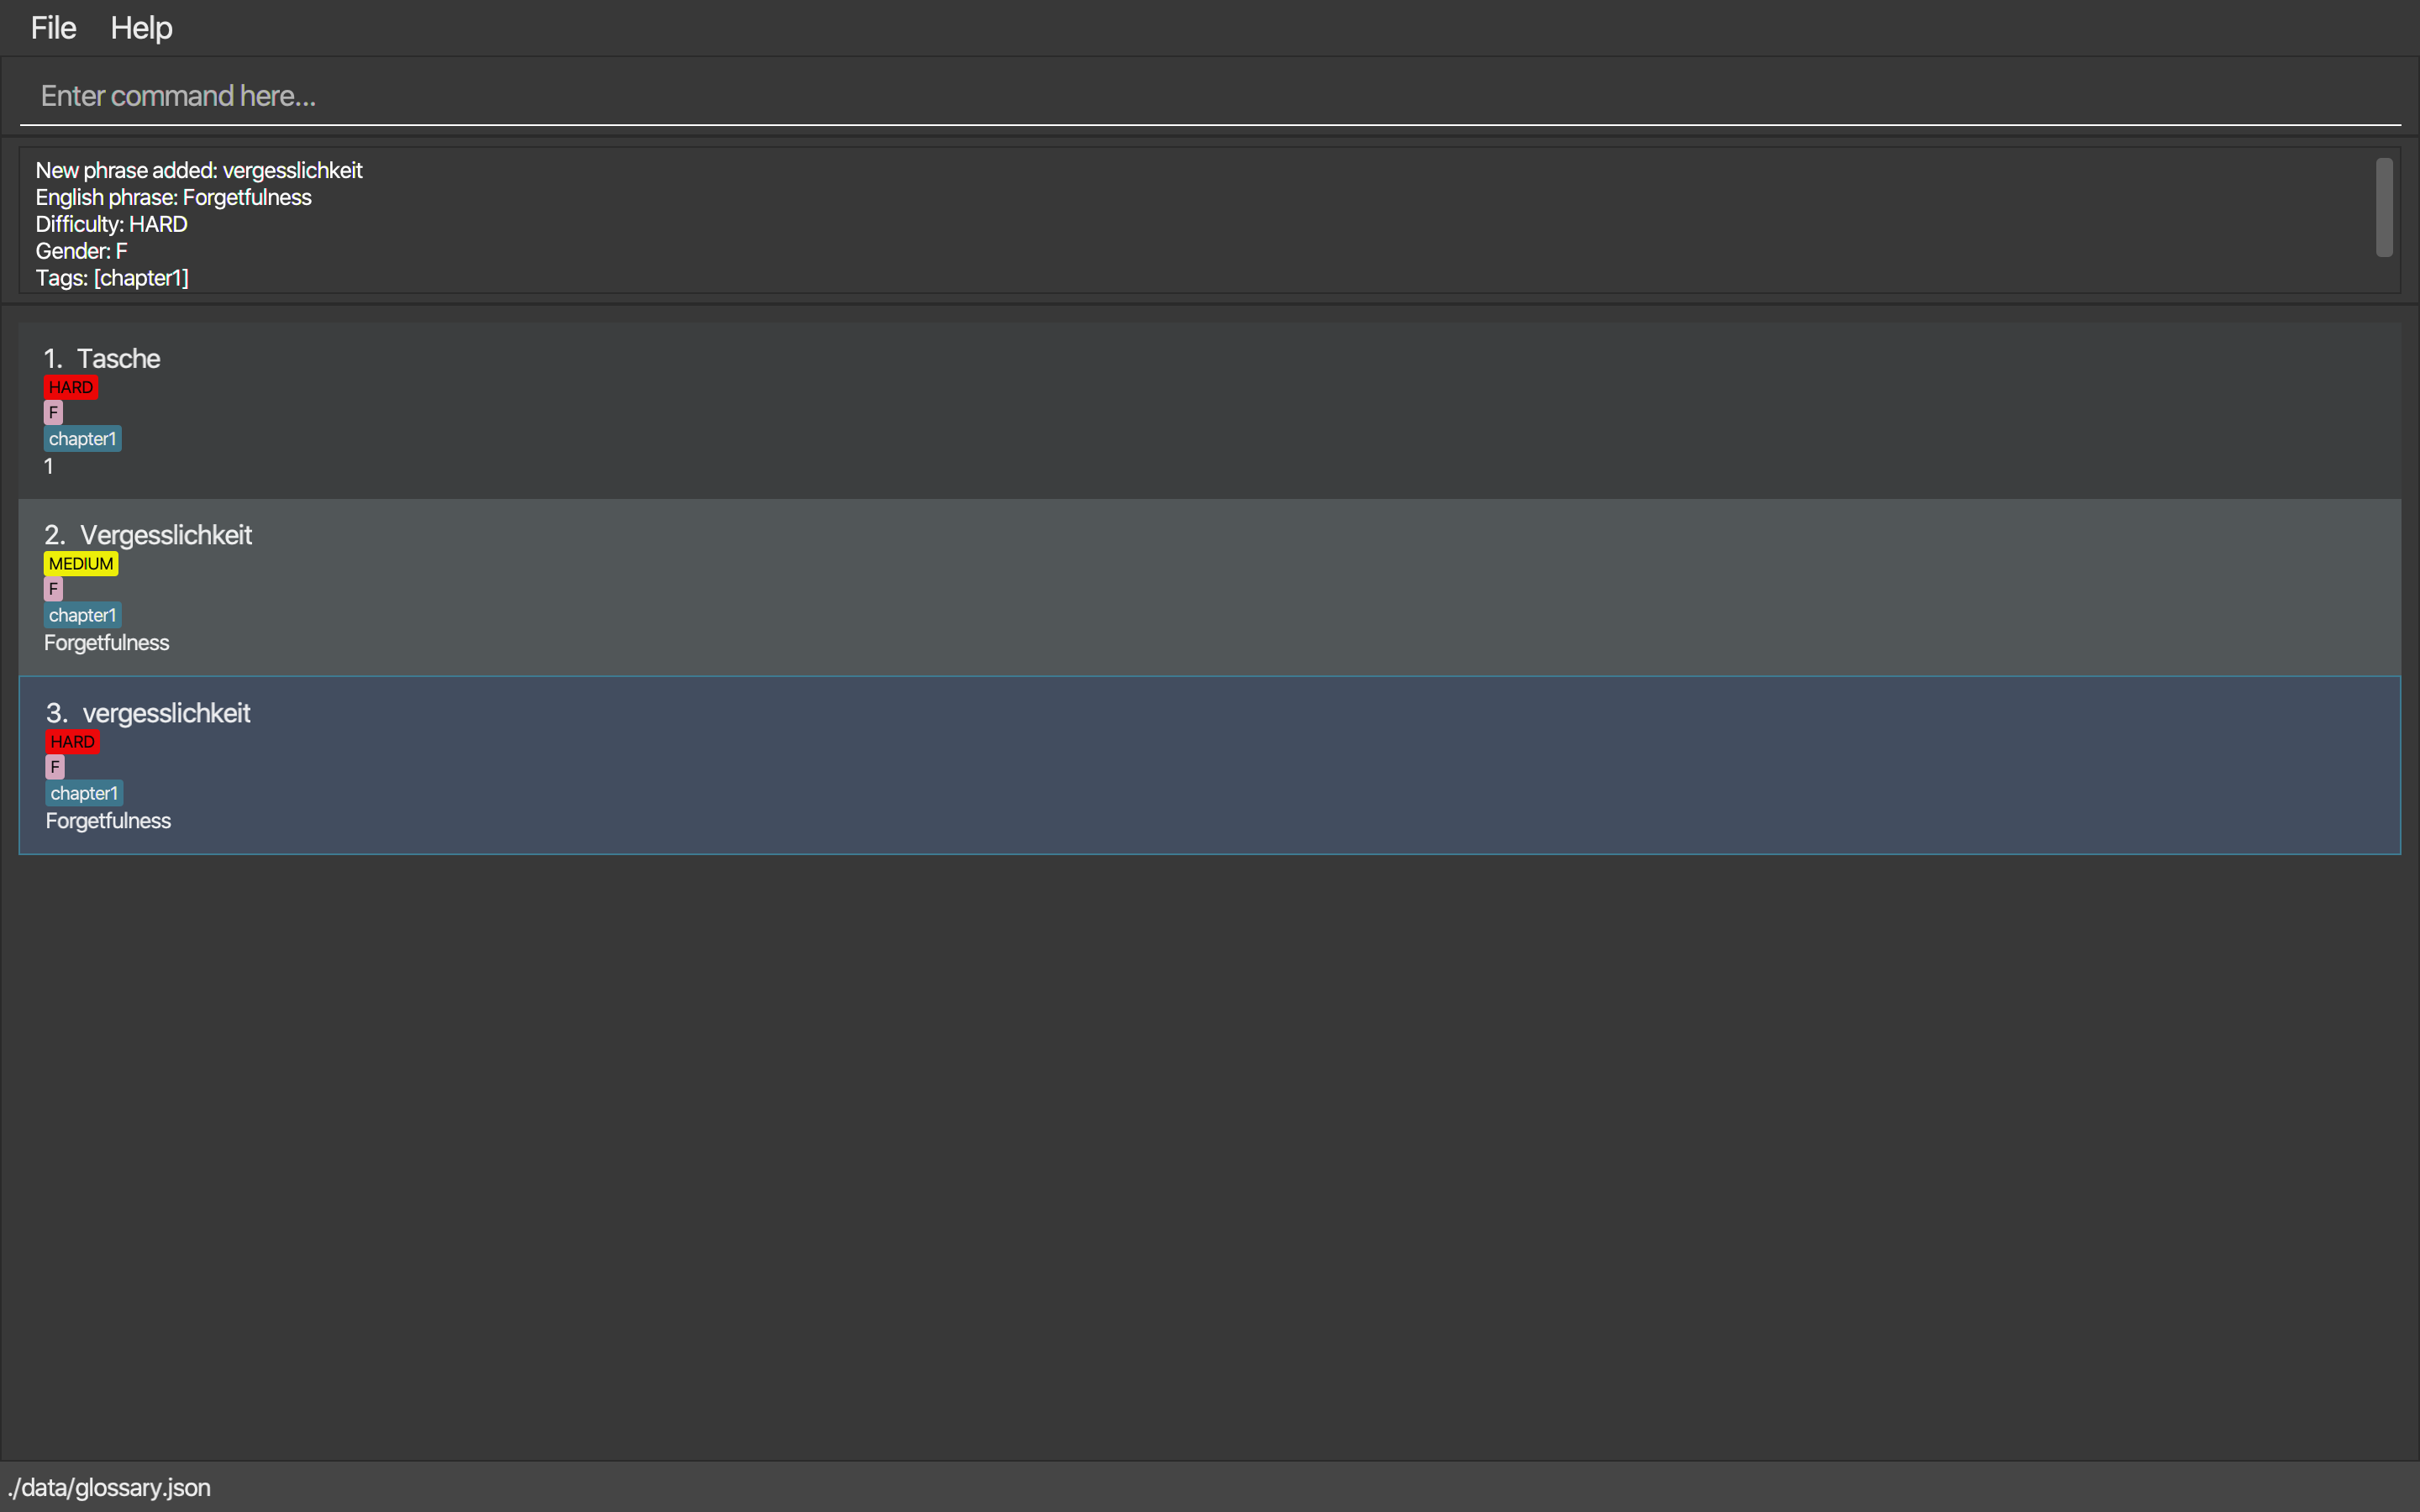 File Help
Enter command here...
New phrase added: vergesslichkeit
English phrase: Forgetfulness
Difficulty: HARD
Gender: F
Tags: [chapter1]
1. Tasche
HARD
F
chapter1
1
2. Vergesslichkeit
MEDIUM
F
chapter1
Forgetfulness
3. vergesslichkeit
HARD
F
chapter1
Forgetfulness
./data/glossary.json